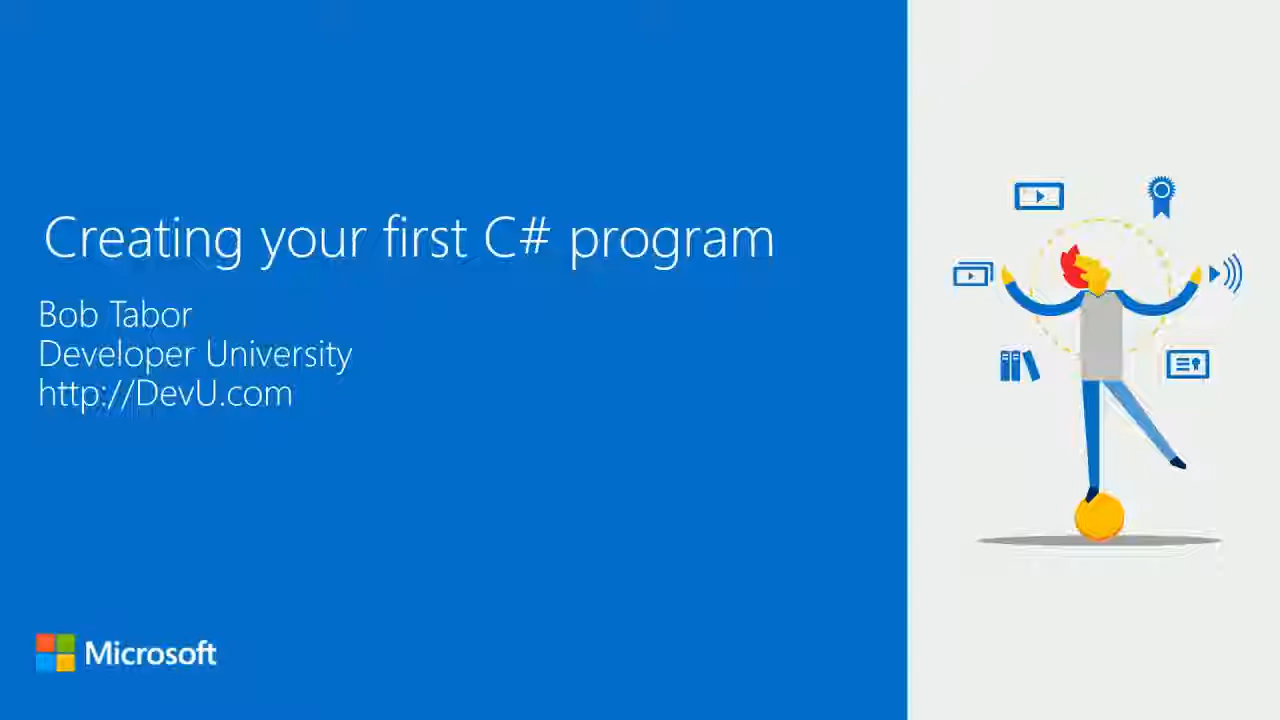 Creating your first C# program
Bob Tabor
Developer University
http://DevU.com
Microsoft